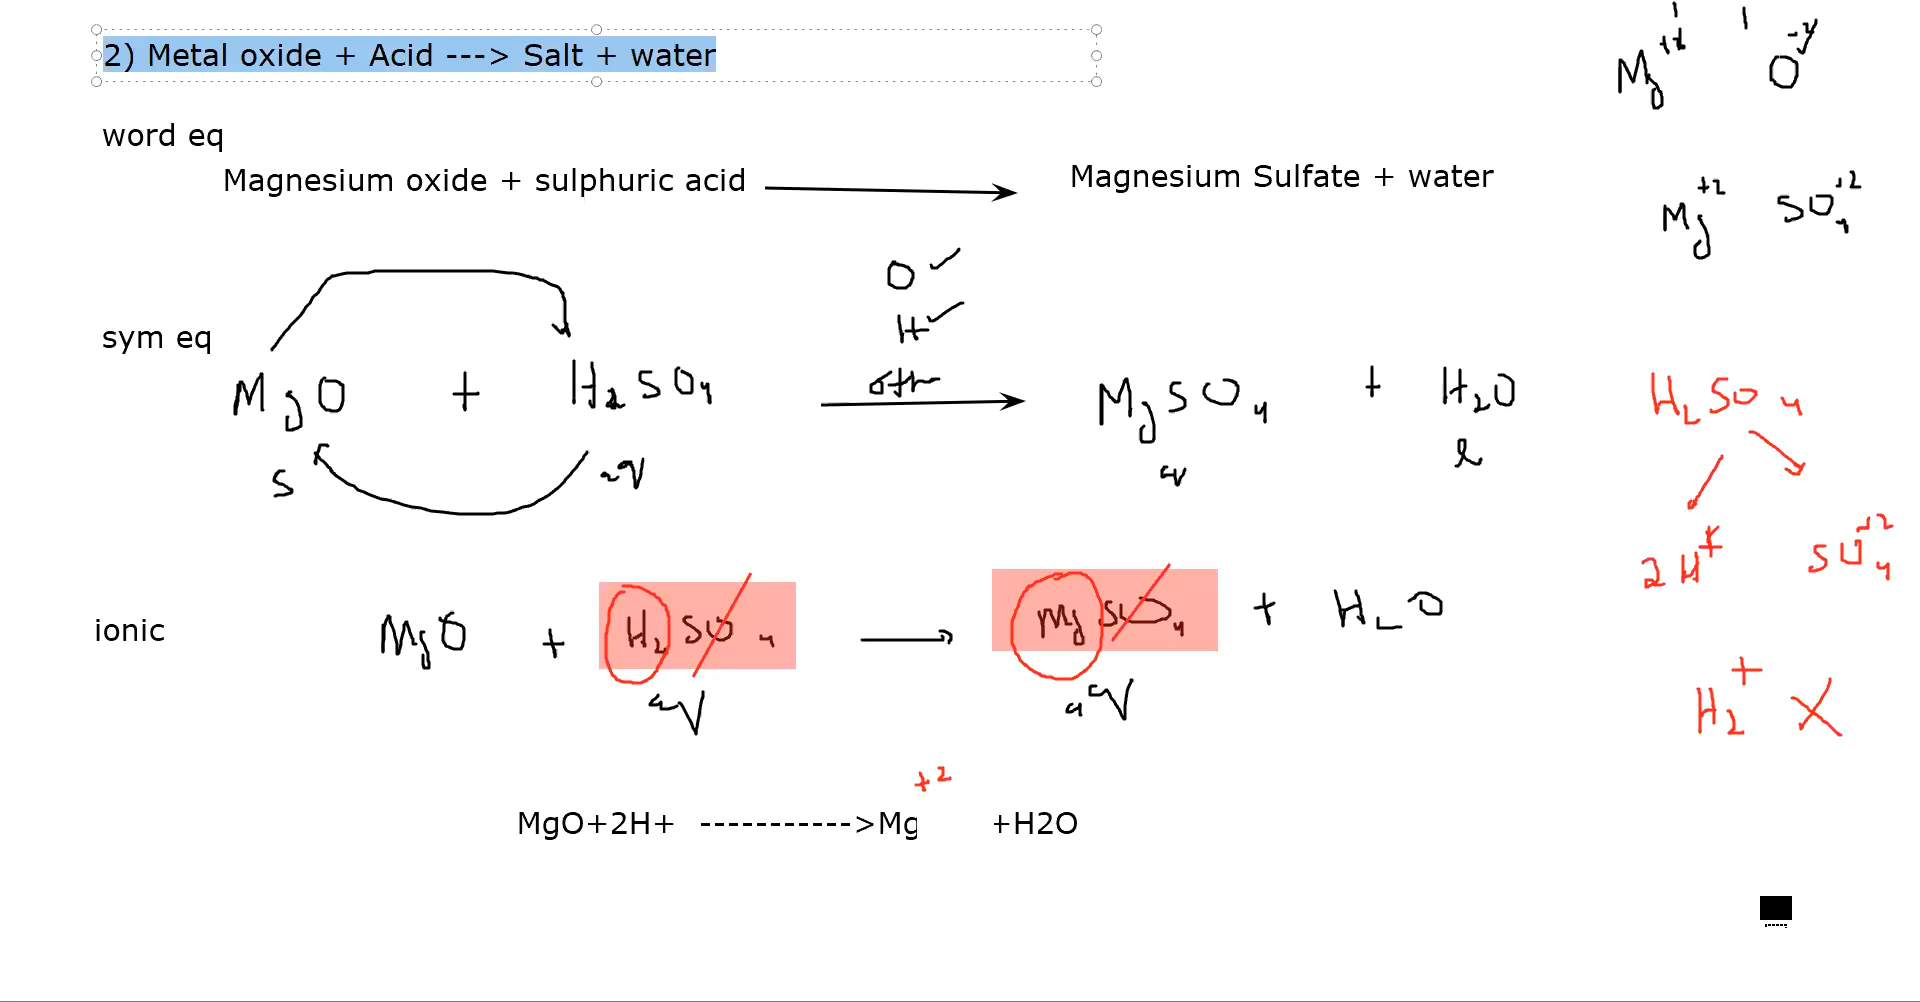 2) Metal oxide + Acid ---> Salt + water
Mg+2 O-2
word eq
Magnesium oxide + sulphuric acid Magnesium Sulfate + water
Mg+2 SO4-2
O
H
sym eq
MgO + H2SO4 MgSO4 + H2O
s aq aq l
H2SO4
2H+ SO4-2
ionic
MgO + H2SO4 MgSO4 + H2O
aq aq
H2+ X
+2
MgO+2H+ ----------->Mg +H2O